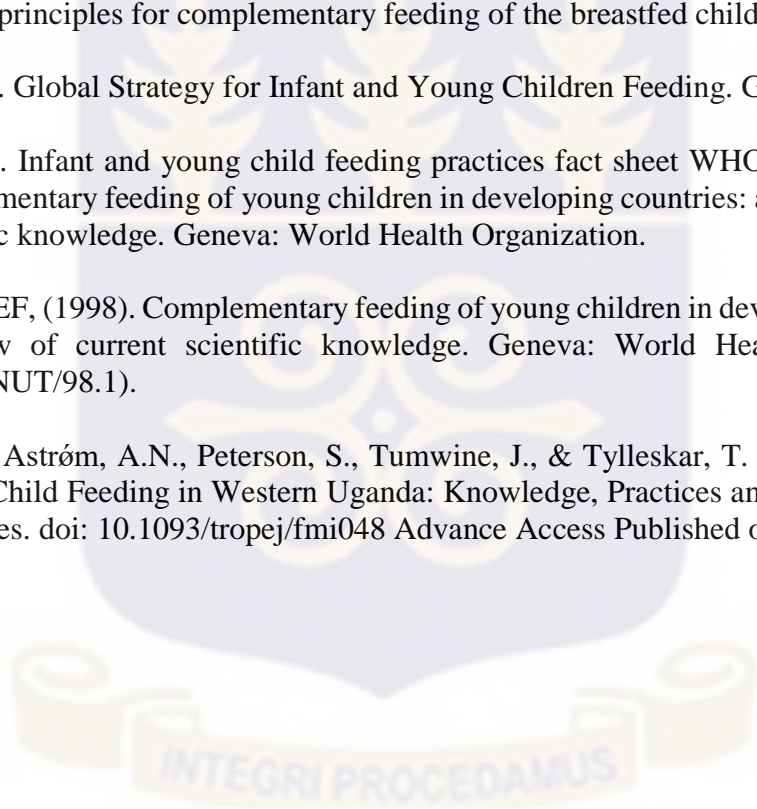 principles for complementary feeding of the breastfed child
. Global Strategy for Infant and Young Children Feeding. G
. Infant and young child feeding practices fact sheet WHO
mentary feeding of young children in developing countries: a
c knowledge. Geneva: World Health Organization.
EF, (1998). Complementary feeding of young children in dev
w of current scientific knowledge. Geneva: World Hea
NUT/98.1).
Astrǿm, A.N., Peterson, S., Tumwine, J., & Tylleskar, T.
Child Feeding in Western Uganda: Knowledge, Practices an
es. doi: 10.1093/tropej/fmi048 Advance Access Published o
INTEGRI PROCEDAMUS